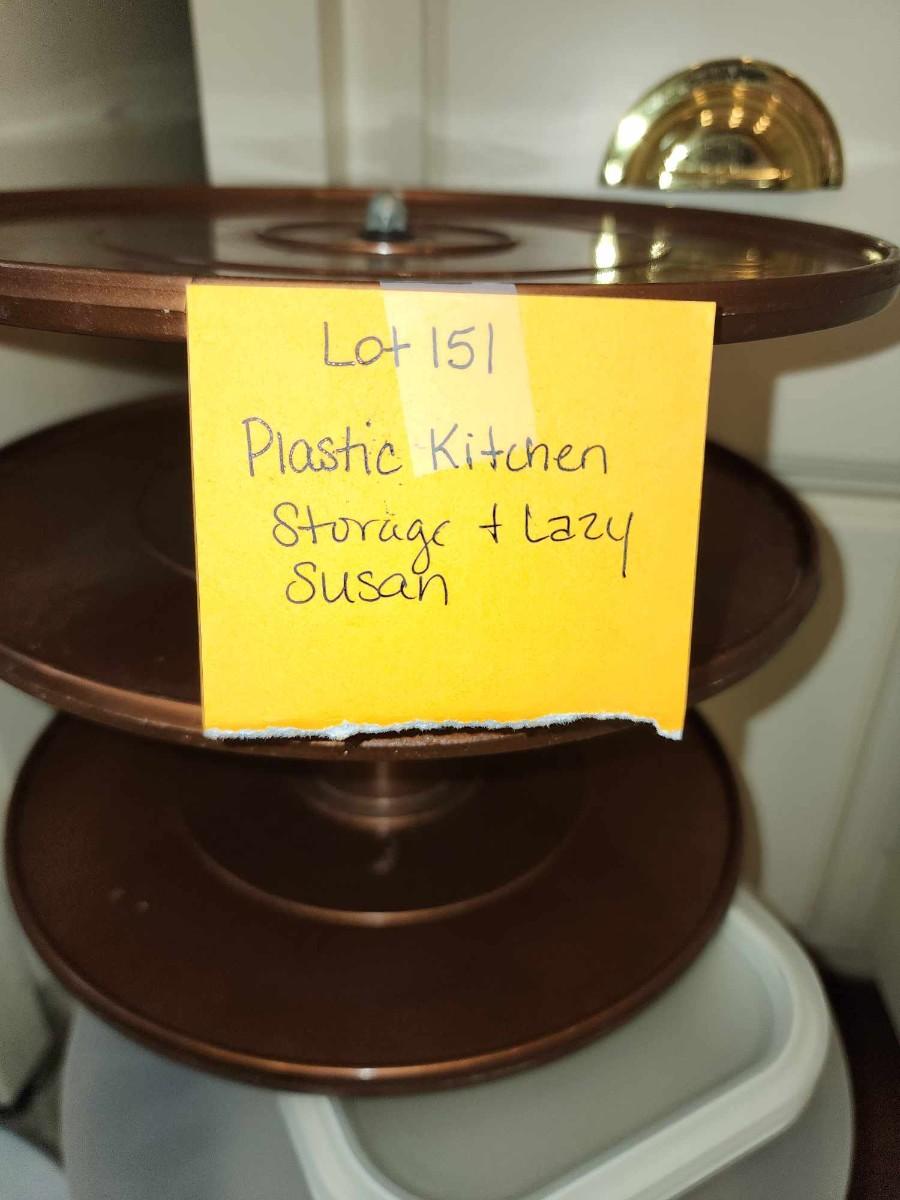 Lot 151
Plastic Kitchen
Storage + Lazy
Susan